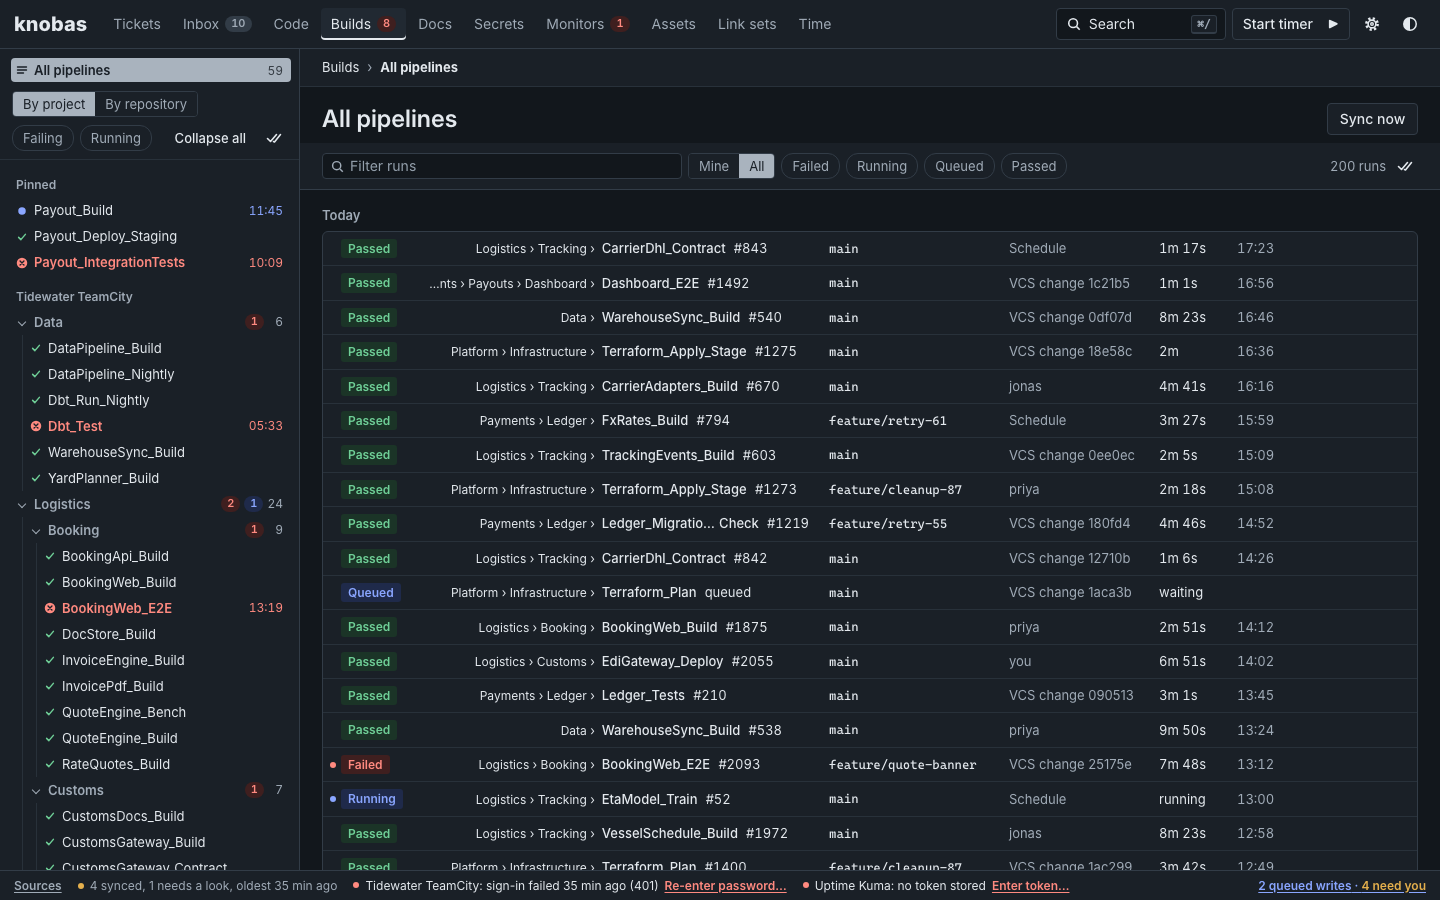 knobas Tickets Inbox 10 Code Builds 8 Docs Secrets Monitors 1 Assets Link sets Time Search ⌘/ Start timer
All pipelines 59
By project By repository
Failing Running Collapse all
Pinned
Payout_Build 11:45
Payout_Deploy_Staging
Payout_IntegrationTests 10:09
Tidewater TeamCity
Data 1 6
DataPipeline_Build
DataPipeline_Nightly
Dbt_Run_Nightly
Dbt_Test 05:33
WarehouseSync_Build
YardPlanner_Build
Logistics 2 1 24
Booking 1 9
BookingApi_Build
BookingWeb_Build
BookingWeb_E2E 13:19
DocStore_Build
InvoiceEngine_Build
InvoicePdf_Build
QuoteEngine_Bench
QuoteEngine_Build
RateQuotes_Build
Customs 1 7
CustomsDocs_Build
CustomsGateway_Build
CustomsGateway_Contract
Builds › All pipelines
All pipelines Sync now
Filter runs Mine All Failed Running Queued Passed 200 runs
Today
Passed Logistics › Tracking › CarrierDhl_Contract #843 main Schedule 1m 17s 17:23
Passed …nts › Payouts › Dashboard › Dashboard_E2E #1492 main VCS change 1c21b5 1m 1s 16:56
Passed Data › WarehouseSync_Build #540 main VCS change 0df07d 8m 23s 16:46
Passed Platform › Infrastructure › Terraform_Apply_Stage #1275 main VCS change 18e58c 2m 16:36
Passed Logistics › Tracking › CarrierAdapters_Build #670 main jonas 4m 41s 16:16
Passed Payments › Ledger › FxRates_Build #794 feature/retry-61 Schedule 3m 27s 15:59
Passed Logistics › Tracking › TrackingEvents_Build #603 main VCS change 0ee0ec 2m 5s 15:09
Passed Platform › Infrastructure › Terraform_Apply_Stage #1273 feature/cleanup-87 priya 2m 18s 15:08
Passed Payments › Ledger › Ledger_Migratio… Check #1219 feature/retry-55 VCS change 180fd4 4m 46s 14:52
Passed Logistics › Tracking › CarrierDhl_Contract #842 main VCS change 12710b 1m 6s 14:26
Queued Platform › Infrastructure › Terraform_Plan queued main VCS change 1aca3b waiting
Passed Logistics › Booking › BookingWeb_Build #1875 main priya 2m 51s 14:12
Passed Logistics › Customs › EdiGateway_Deploy #2055 main you 6m 51s 14:02
Passed Payments › Ledger › Ledger_Tests #210 main VCS change 090513 3m 1s 13:45
Passed Data › WarehouseSync_Build #538 main priya 9m 50s 13:24
Failed Logistics › Booking › BookingWeb_E2E #2093 feature/quote-banner VCS change 25175e 7m 48s 13:12
Running Logistics › Tracking › EtaModel_Train #52 main Schedule running 13:00
Passed Logistics › Tracking › VesselSchedule_Build #1972 main jonas 8m 23s 12:58
Passed Platform › Infrastructure › Terraform_Plan #1400 feature/cleanup-87 VCS change 1ac299 3m 42s 12:49
Sources 4 synced, 1 needs a look, oldest 35 min ago Tidewater TeamCity: sign-in failed 35 min ago (401) Re-enter password… Uptime Kuma: no token stored Enter token… 2 queued writes · 4 need you